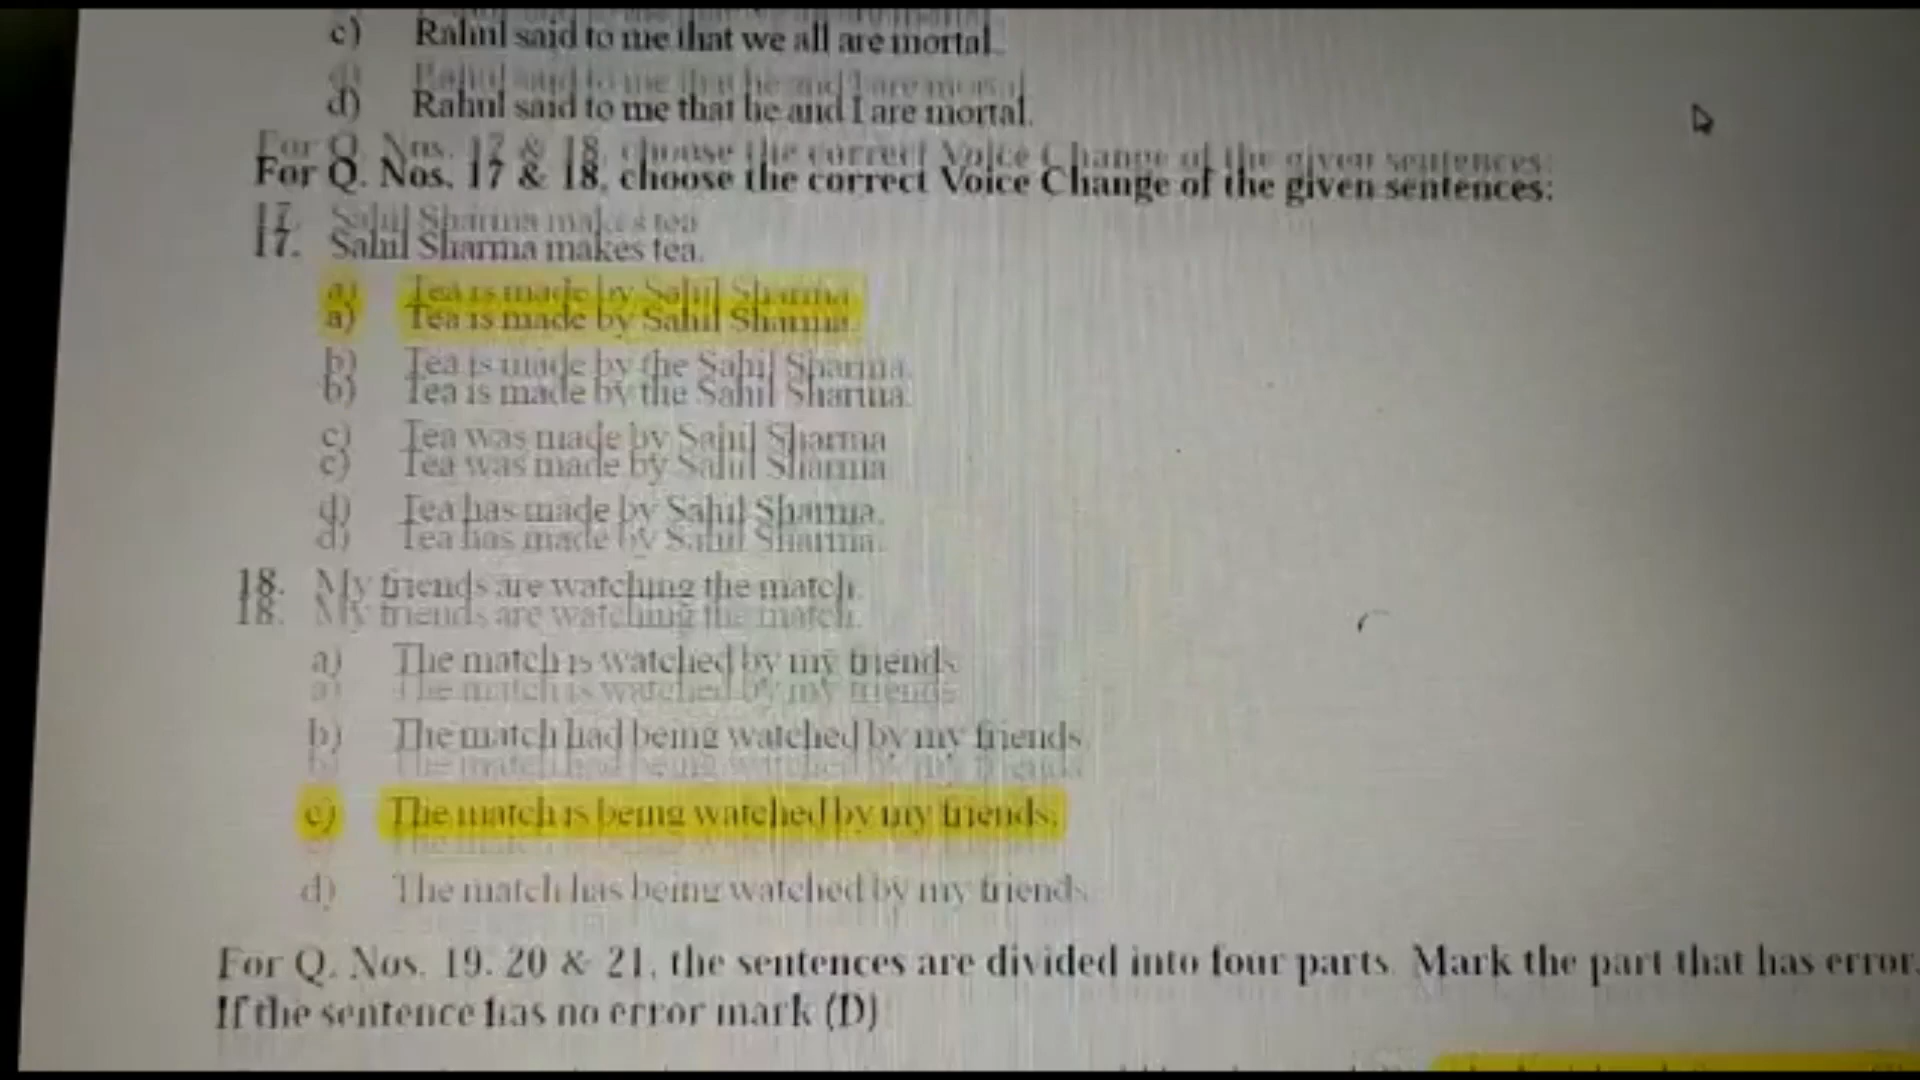 c) Rahul said to me that we all are mortal.
d) Rahul said to me that he and I are mortal.
For Q. Nos. 17 & 18, choose the correct Voice Change of the given sentences:
17. Sahil Sharma makes tea.
a) Tea is made by Sahil Sharma.
b) Tea is made by the Sahil Sharma.
c) Tea was made by Sahil Sharma
d) Tea has made by Sahil Sharma.
18. My friends are watching the match.
a) The match is watched by my friends
b) The match had being watched by my friends.
c) The match is being watched by my friends.
d) The match has being watched by my friends.
For Q. Nos. 19. 20 & 21, the sentences are divided into four parts. Mark the part that has error.
If the sentence has no error mark (D)